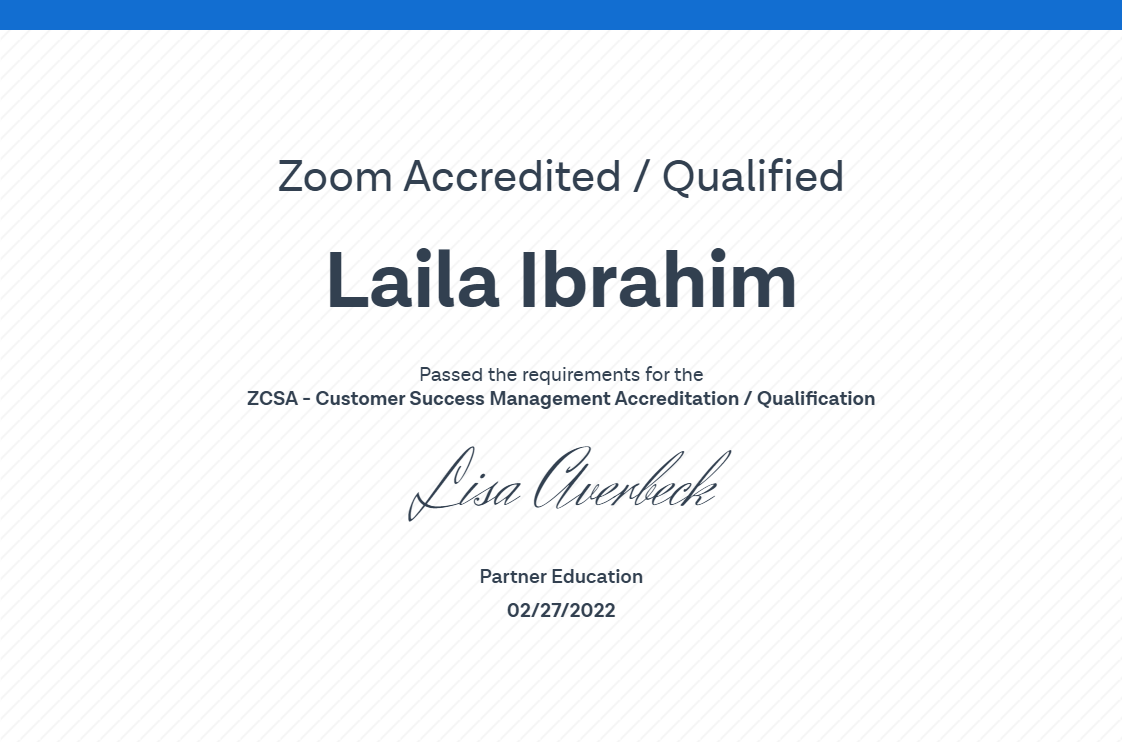 Zoom Accredited / Qualified
Laila Ibrahim
Passed the requirements for the
ZCSA - Customer Success Management Accreditation / Qualification
Lisa Averbeck
Partner Education
02/27/2022